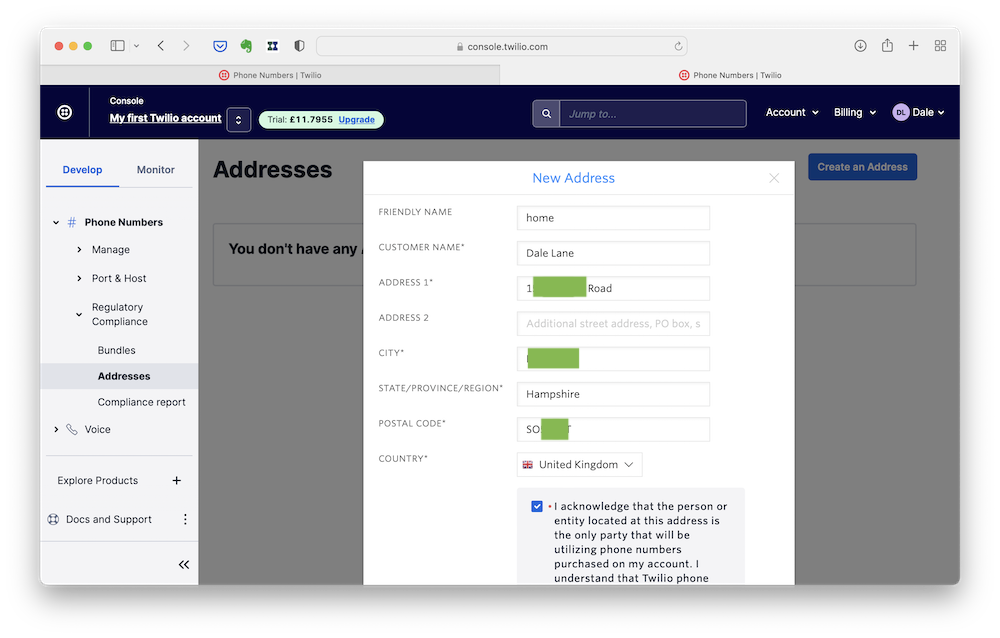 console.twilio.com
Phone Numbers | Twilio
Phone Numbers | Twilio
Console
My first Twilio account
Trial: £11.7955 Upgrade
Jump to...
Account
Billing
DL Dale
Develop
Monitor
# Phone Numbers
Manage
Port & Host
Regulatory
Compliance
Bundles
Addresses
Compliance report
Voice
Explore Products +
Docs and Support
Addresses
Create an Address
You don't have any
New Address
FRIENDLY NAME
home
CUSTOMER NAME*
Dale Lane
ADDRESS 1*
Road
ADDRESS 2
Additional street address, PO box, s
CITY*
STATE/PROVINCE/REGION*
Hampshire
POSTAL CODE*
SO
COUNTRY*
United Kingdom
* I acknowledge that the person or
entity located at this address is
the only party that will be
utilizing phone numbers
purchased on my account. I
understand that Twilio phone